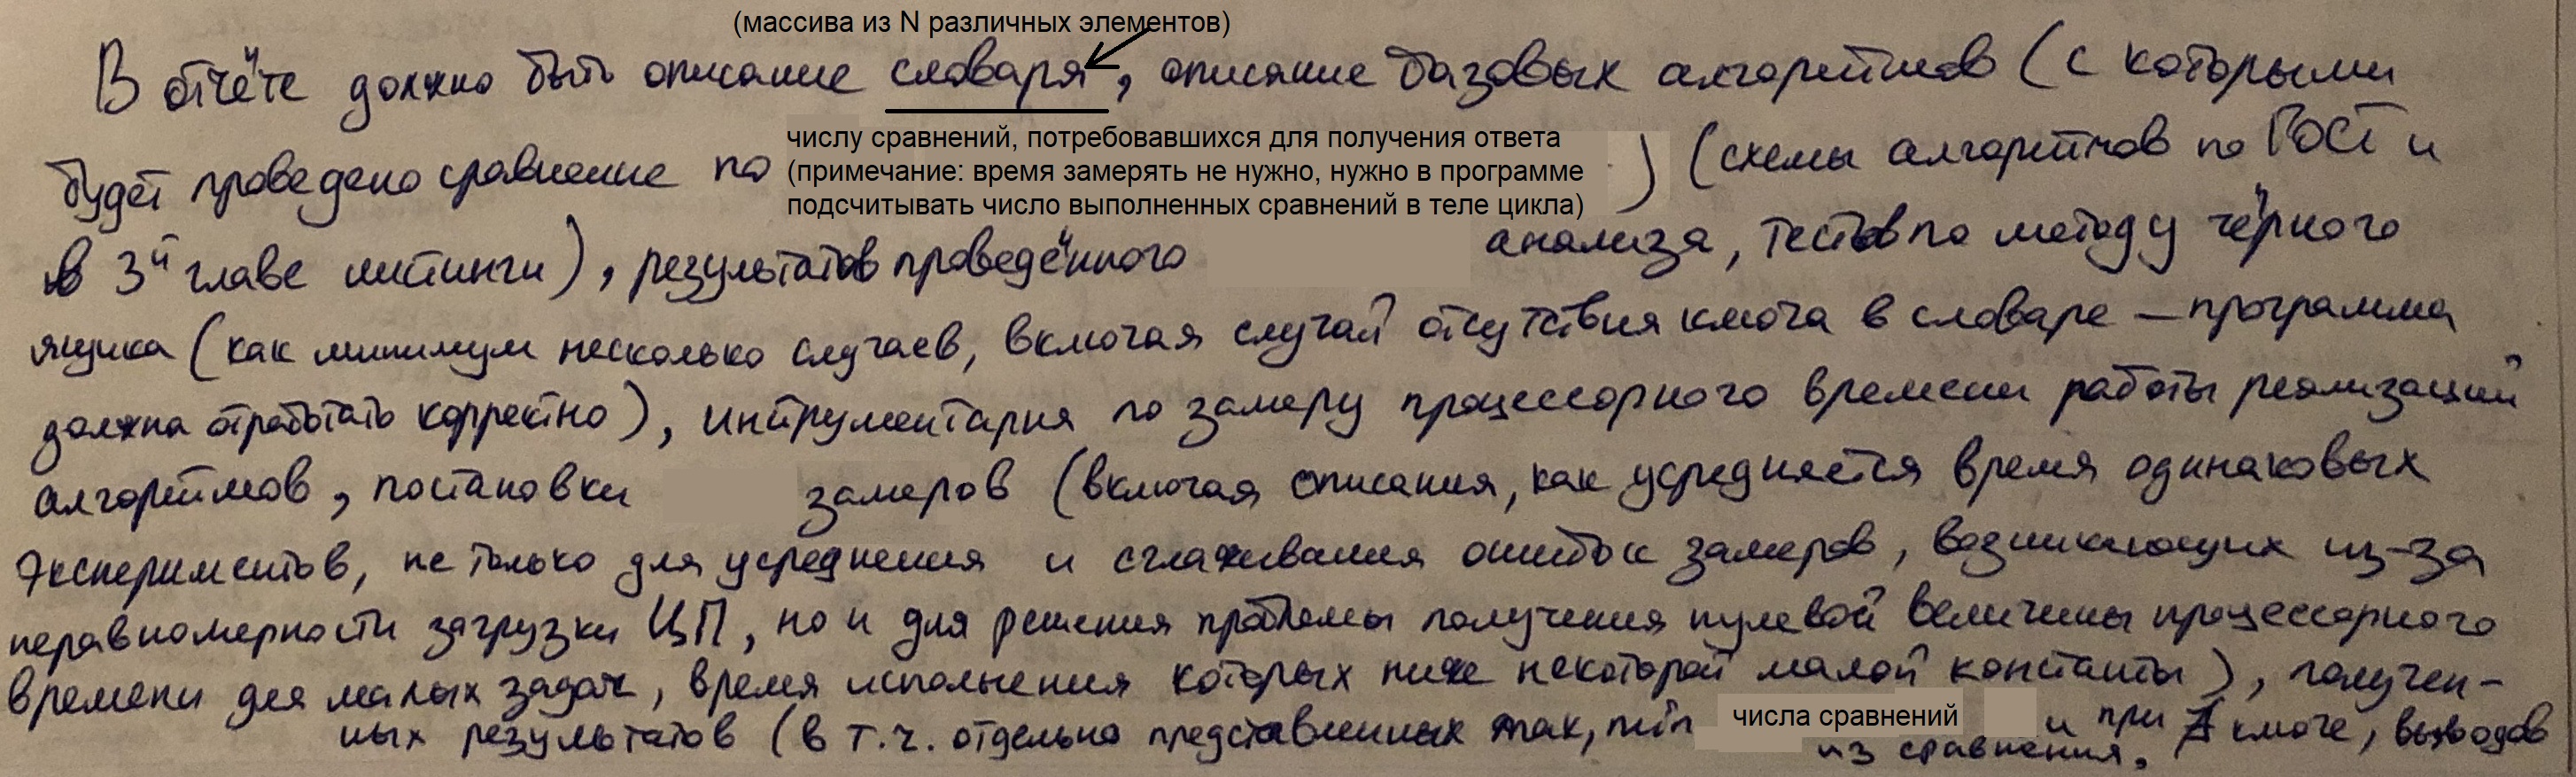 (массива из N различных элементов)
В отчёте должно быть описание словаря, описание базовых алгоритмов (с которыми
будет проведено сравнение по числу сравнений, потребовавшихся для получения ответа
(примечание: время замерять не нужно, нужно в программе
подсчитывать число выполненных сравнений в теле цикла)
) (схемы алгоритмов по ГОСТ и
в 3й главе листинги), результатов проведённого анализа, тестов по методу чёрного
ящика (как минимум несколько случаев, включая случай отсутствия ключа в словаре – программа
должна отработать корректно), интрументария по замеру процессорного времени работы реализаций
алгоритмов, постановки замеров (включая описания, как усредняется время одинаковых
экспериментов, не только для усреднения и сглаживания ошибок замеров, возникающих из-за
неравномерности загрузки ЦП, но и для решения проблемы получения нулевой величины процессорного
времени для малых задач, время исполнения которых ниже некоторой малой константы), получен-
ных результатов (в т.ч. отдельно представленных max, min числа сравнений и при ∄ ключе, выводов
из сравнения.